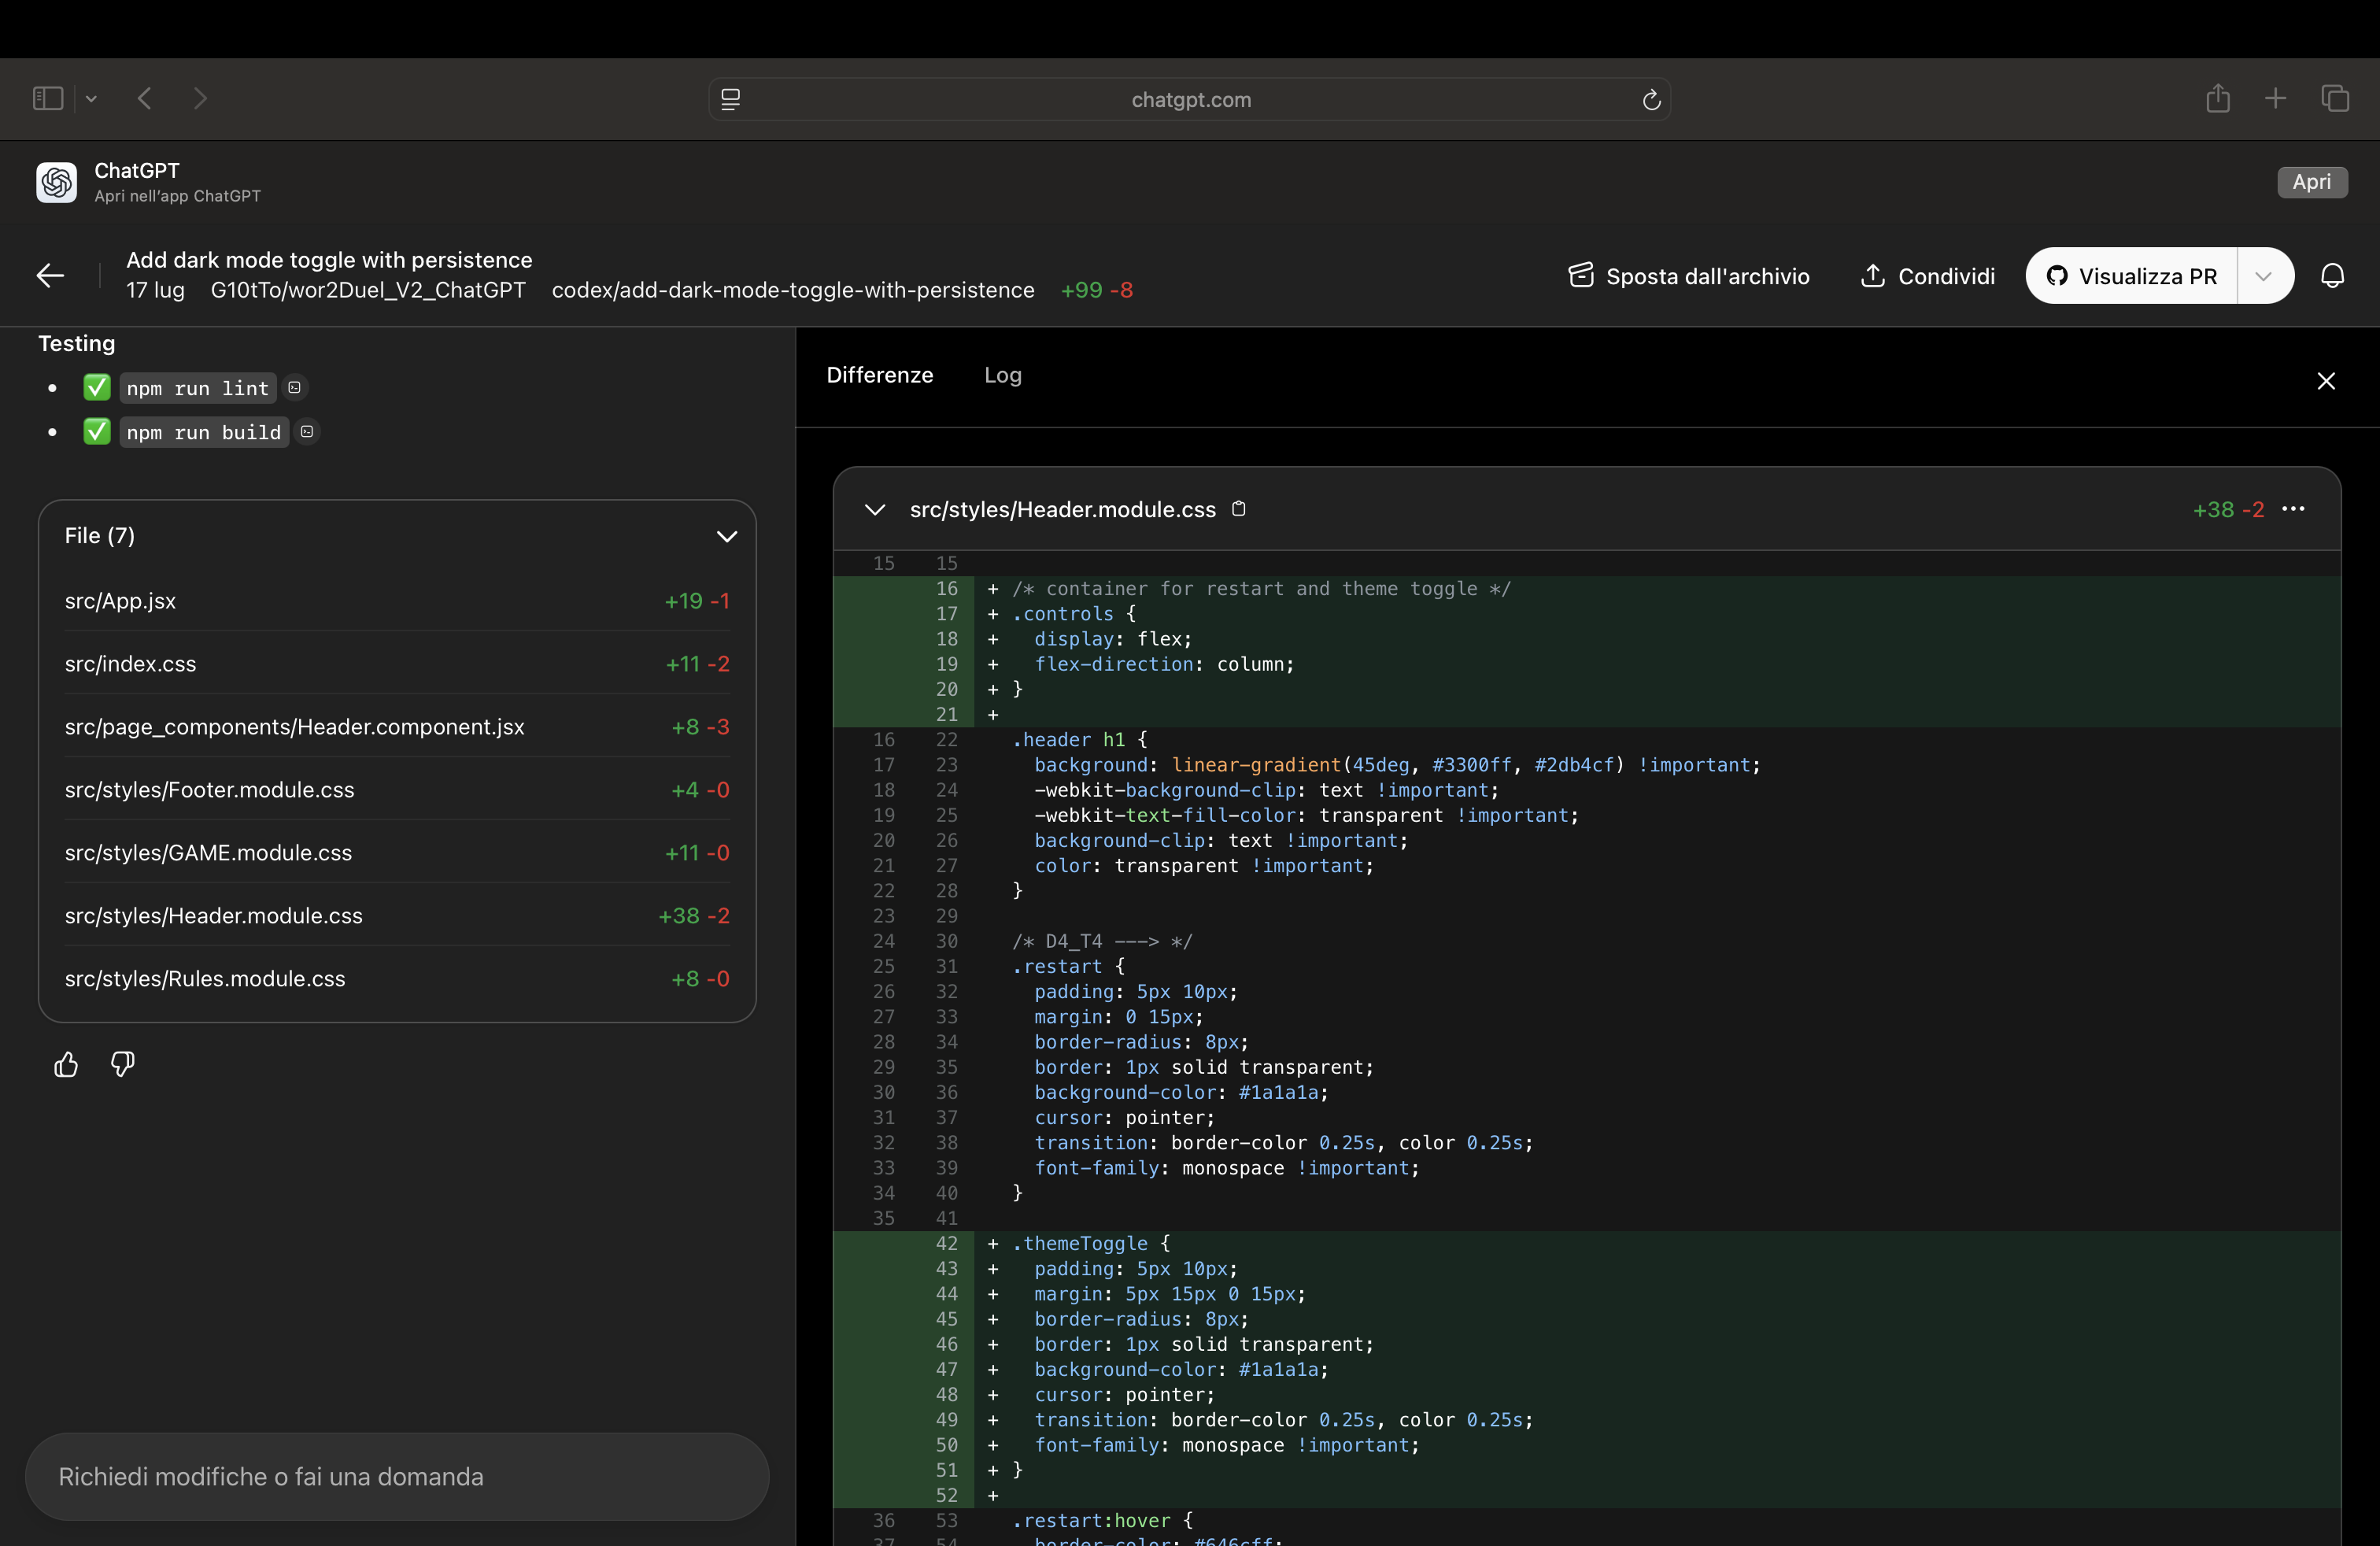 chatgpt.com
ChatGPT
Apri nell'app ChatGPT
Apri
Add dark mode toggle with persistence
17 lug G10tTo/wor2Duel_V2_ChatGPT codex/add-dark-mode-toggle-with-persistence +99 -8
Sposta dall'archivio
Condividi
Visualizza PR
Testing
• ✅ npm run lint
• ✅ npm run build
File (7)
src/App.jsx +19 -1
src/index.css +11 -2
src/page_components/Header.component.jsx +8 -3
src/styles/Footer.module.css +4 -0
src/styles/GAME.module.css +11 -0
src/styles/Header.module.css +38 -2
src/styles/Rules.module.css +8 -0
Richiedi modifiche o fai una domanda
Differenze Log
src/styles/Header.module.css +38 -2
15 15
16 + /* container for restart and theme toggle */
17 + .controls {
18 + display: flex;
19 + flex-direction: column;
20 + }
21 +
16 22 .header h1 {
17 23 background: linear-gradient(45deg, #3300ff, #2db4cf) !important;
18 24 -webkit-background-clip: text !important;
19 25 -webkit-text-fill-color: transparent !important;
20 26 background-clip: text !important;
21 27 color: transparent !important;
22 28 }
23 29
24 30 /* D4_T4 ---> */
25 31 .restart {
26 32 padding: 5px 10px;
27 33 margin: 0 15px;
28 34 border-radius: 8px;
29 35 border: 1px solid transparent;
30 36 background-color: #1a1a1a;
31 37 cursor: pointer;
32 38 transition: border-color 0.25s, color 0.25s;
33 39 font-family: monospace !important;
34 40 }
35 41
42 + .themeToggle {
43 + padding: 5px 10px;
44 + margin: 5px 15px 0 15px;
45 + border-radius: 8px;
46 + border: 1px solid transparent;
47 + background-color: #1a1a1a;
48 + cursor: pointer;
49 + transition: border-color 0.25s, color 0.25s;
50 + font-family: monospace !important;
51 + }
52 +
36 53 .restart:hover {
37 54 border-color: #646cff;